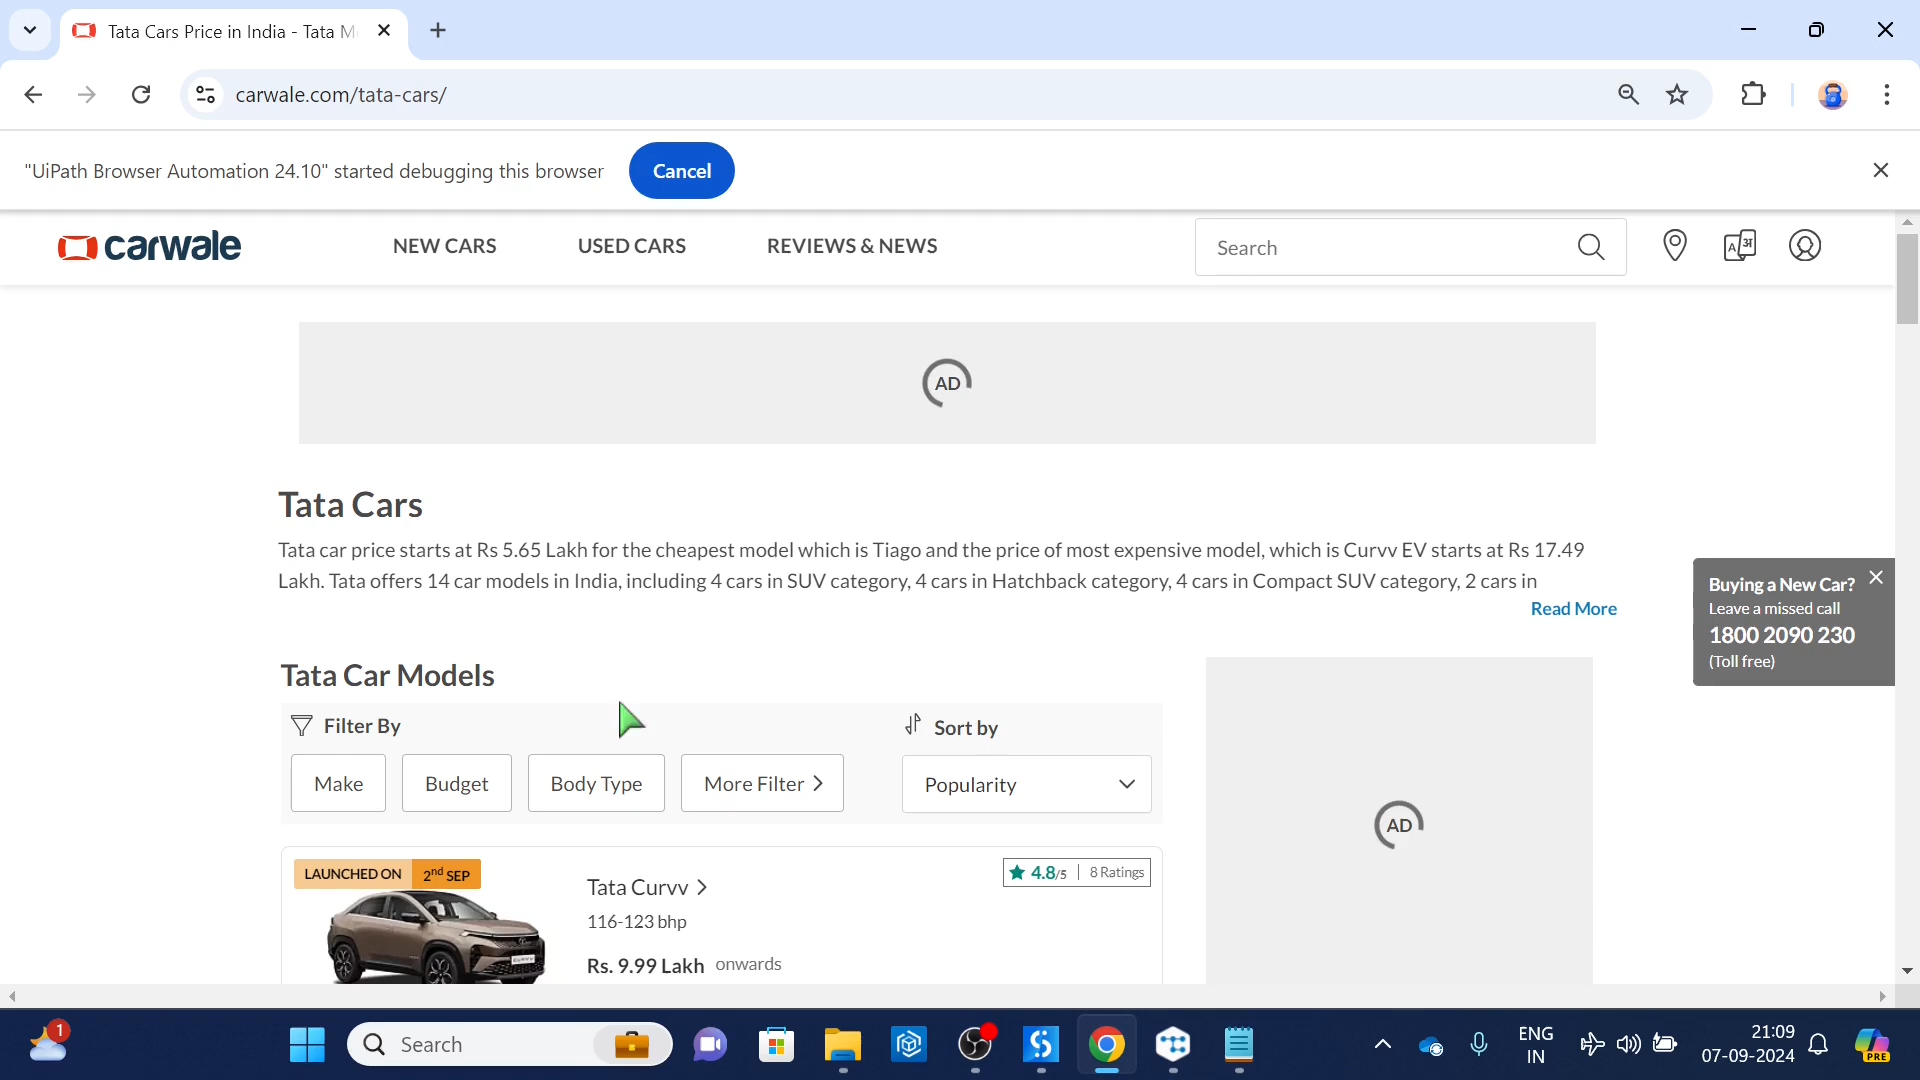 Tata Cars Price in India - Tata M
carwale.com/tata-cars/
"UiPath Browser Automation 24.10" started debugging this browser
Cancel
carwale
NEW CARS
USED CARS
REVIEWS & NEWS
Search
AD
Tata Cars
Tata car price starts at Rs 5.65 Lakh for the cheapest model which is Tiago and the price of most expensive model, which is Curvv EV starts at Rs 17.49
Lakh. Tata offers 14 car models in India, including 4 cars in SUV category, 4 cars in Hatchback category, 4 cars in Compact SUV category, 2 cars in
Read More
Buying a New Car?
Leave a missed call
1800 2090 230
(Toll free)
Tata Car Models
Filter By
Sort by
Make
Budget
Body Type
More Filter
Popularity
AD
LAUNCHED ON 2nd SEP
Tata Curvv
4.8/5 | 8 Ratings
116-123 bhp
Rs. 9.99 Lakh onwards
1
Search
ENG
IN
21:09
07-09-2024
PRE